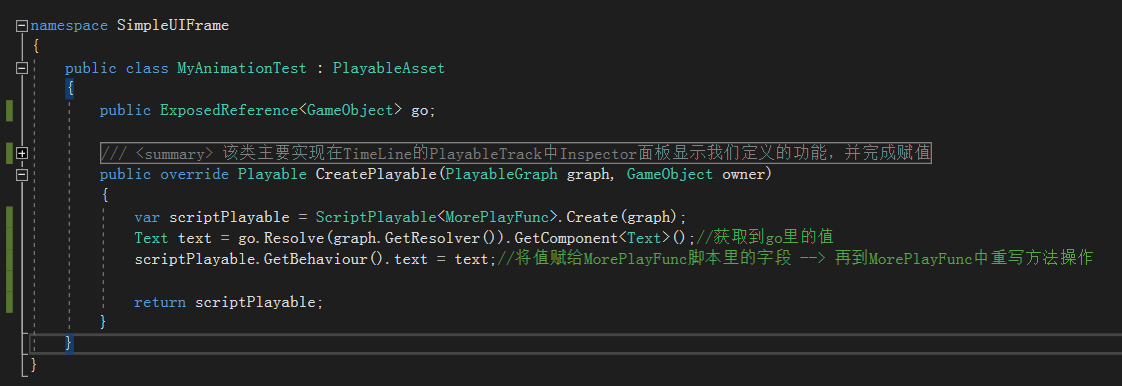 namespace SimpleUIFrame
{
public class MyAnimationTest : PlayableAsset
{
public ExposedReference<GameObject> go;
/// <summary> 该类主要实现在TimeLine的PlayableTrack中Inspector面板显示我们定义的功能，并完成赋值
public override Playable CreatePlayable(PlayableGraph graph, GameObject owner)
{
var scriptPlayable = ScriptPlayable<MorePlayFunc>.Create(graph);
Text text = go.Resolve(graph.GetResolver()).GetComponent<Text>();//获取到go里的值
scriptPlayable.GetBehaviour().text = text;//将值赋给MorePlayFunc脚本里的字段 --> 再到MorePlayFunc中重写方法操作
return scriptPlayable;
}
}
}